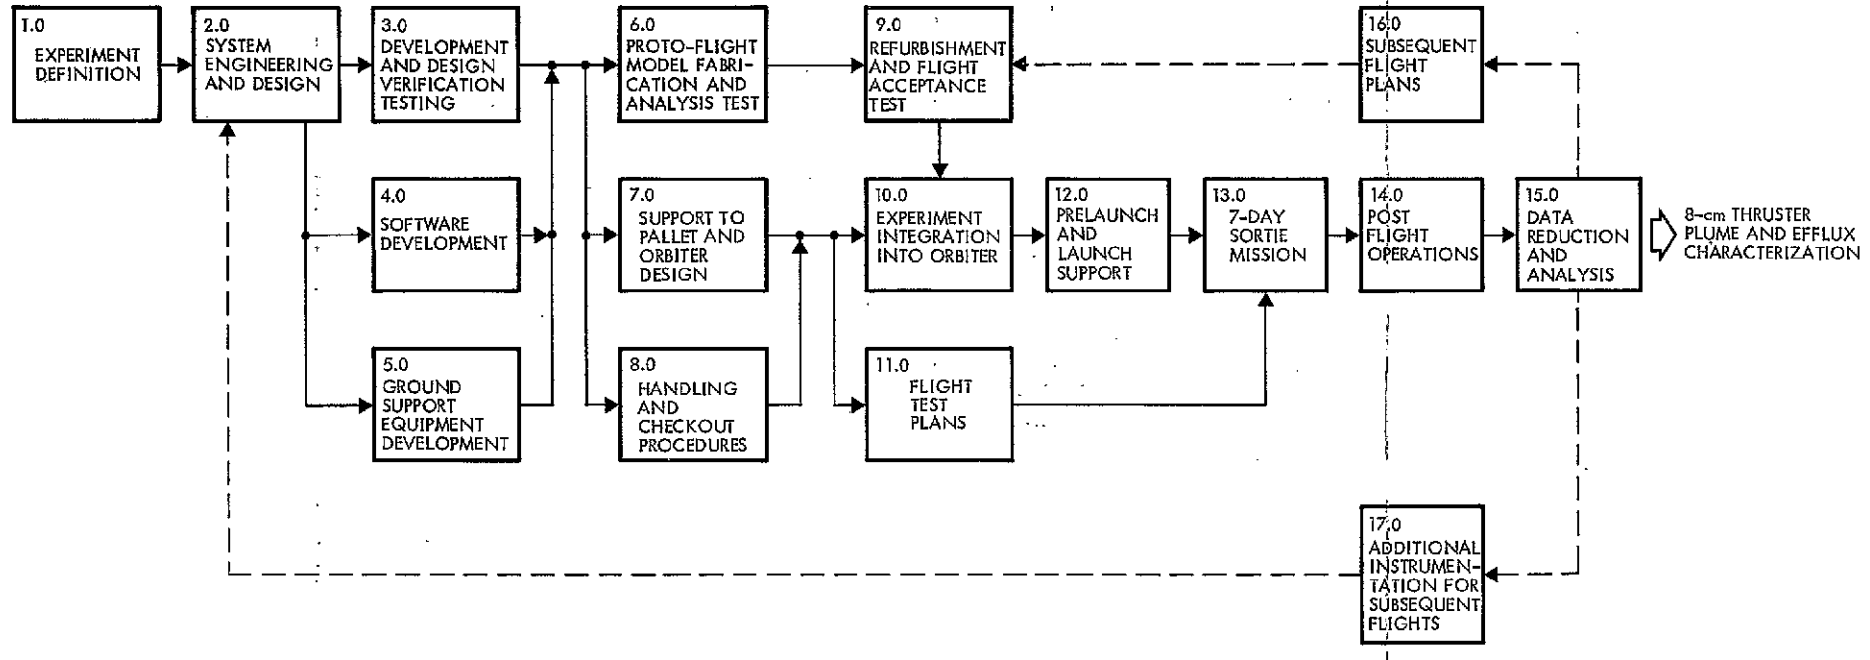 1.0
EXPERIMENT
DEFINITION
2.0
SYSTEM
ENGINEERING
AND DESIGN
3.0
DEVELOPMENT
AND DESIGN
VERIFICATION
TESTING
6.0
PROTO-FLIGHT
MODEL FABRI-
CATION AND
ANALYSIS TEST
9.0
REFURBISHMENT
AND FLIGHT
ACCEPTANCE
TEST
16.0
SUBSEQUENT
FLIGHT
PLANS
4.0
SOFTWARE
DEVELOPMENT
7.0
SUPPORT TO
PALLET AND
ORBITER
DESIGN
10.0
EXPERIMENT
INTEGRATION
INTO ORBITER
12.0
PRELAUNCH
AND
LAUNCH
SUPPORT
13.0
7-DAY
SORTIE
MISSION
14.0
POST
FLIGHT
OPERATIONS
15.0
DATA
REDUCTION
AND
ANALYSIS
8-cm THRUSTER
PLUME AND EFFLUX
CHARACTERIZATION
5.0
GROUND
SUPPORT
EQUIPMENT
DEVELOPMENT
8.0
HANDLING
AND
CHECKOUT
PROCEDURES
11.0
FLIGHT
TEST
PLANS
17.0
ADDITIONAL
INSTRUMEN-
TATION FOR
SUBSEQUENT
FLIGHTS